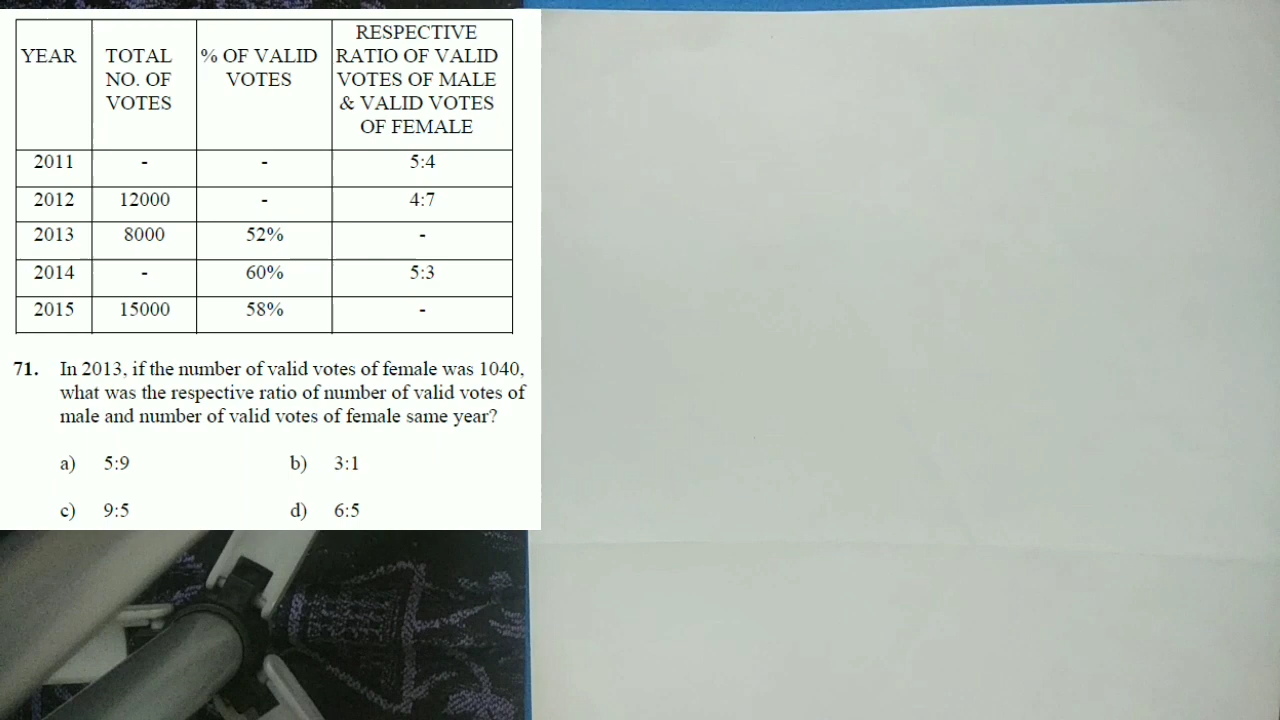 YEAR TOTAL NO. OF VOTES % OF VALID VOTES RESPECTIVE RATIO OF VALID VOTES OF MALE & VALID VOTES OF FEMALE
2011 - - 5:4
2012 12000 - 4:7
2013 8000 52% -
2014 - 60% 5:3
2015 15000 58% -
71. In 2013, if the number of valid votes of female was 1040,
what was the respective ratio of number of valid votes of
male and number of valid votes of female same year?
a) 5:9 b) 3:1
c) 9:5 d) 6:5